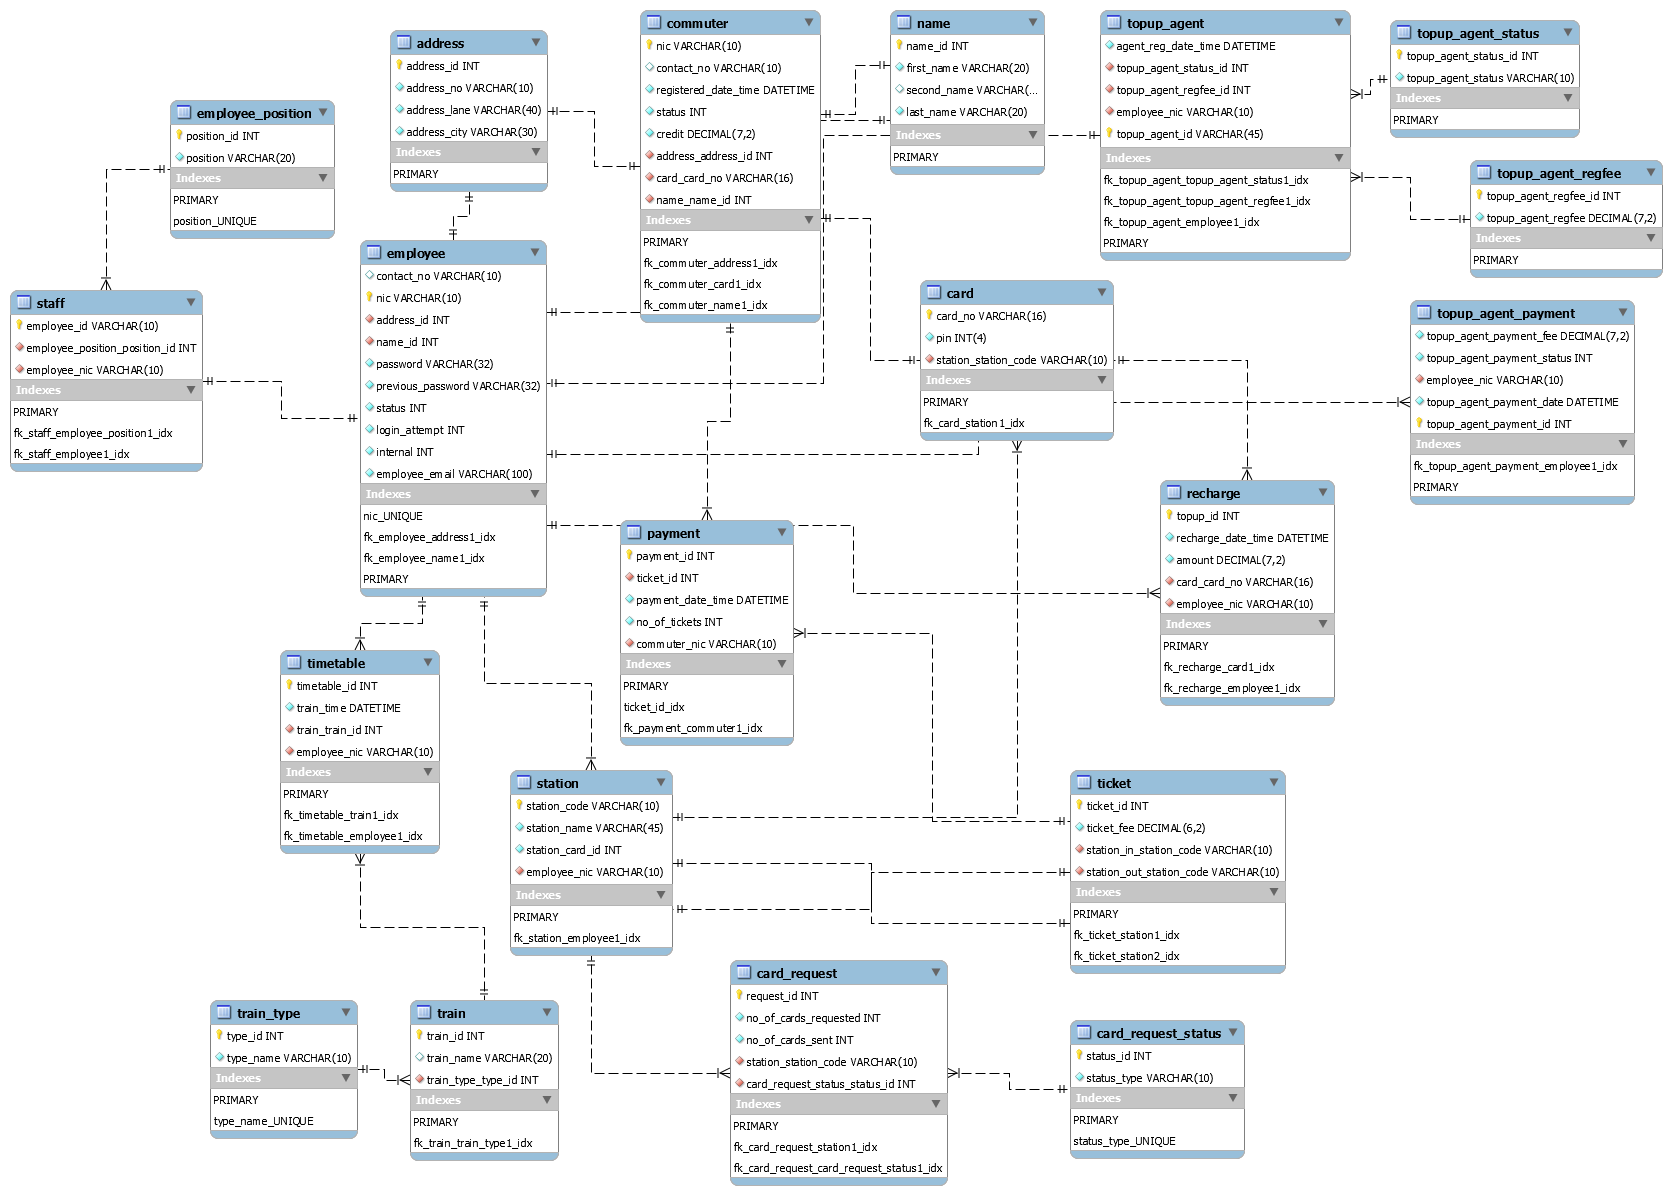 commuter
nic VARCHAR(10)
contact_no VARCHAR(10)
registered_date_time DATETIME
status INT
credit DECIMAL(7,2)
address_address_id INT
card_card_no VARCHAR(16)
name_name_id INT
Indexes
PRIMARY
fk_commuter_address1_idx
fk_commuter_card1_idx
fk_commuter_name1_idx
name
name_id INT
first_name VARCHAR(20)
second_name VARCHAR(...
last_name VARCHAR(20)
Indexes
PRIMARY
topup_agent
agent_reg_date_time DATETIME
topup_agent_status_id INT
topup_agent_regfee_id INT
employee_nic VARCHAR(10)
topup_agent_id VARCHAR(45)
Indexes
fk_topup_agent_topup_agent_status1_idx
fk_topup_agent_topup_agent_regfee1_idx
fk_topup_agent_employee1_idx
PRIMARY
topup_agent_status
topup_agent_status_id INT
topup_agent_status VARCHAR(10)
Indexes
PRIMARY
address
address_id INT
address_no VARCHAR(10)
address_lane VARCHAR(40)
address_city VARCHAR(30)
Indexes
PRIMARY
employee_position
position_id INT
position VARCHAR(20)
Indexes
PRIMARY
position_UNIQUE
topup_agent_regfee
topup_agent_regfee_id INT
topup_agent_regfee DECIMAL(7,2)
Indexes
PRIMARY
employee
contact_no VARCHAR(10)
nic VARCHAR(10)
address_id INT
name_id INT
password VARCHAR(32)
previous_password VARCHAR(32)
status INT
login_attempt INT
internal INT
employee_email VARCHAR(100)
Indexes
nic_UNIQUE
fk_employee_address1_idx
fk_employee_name1_idx
PRIMARY
staff
employee_id VARCHAR(10)
employee_position_position_id INT
employee_nic VARCHAR(10)
Indexes
PRIMARY
fk_staff_employee_position1_idx
fk_staff_employee1_idx
card
card_no VARCHAR(16)
pin INT(4)
station_station_code VARCHAR(10)
Indexes
PRIMARY
fk_card_station1_idx
topup_agent_payment
topup_agent_payment_fee DECIMAL(7,2)
topup_agent_payment_status INT
employee_nic VARCHAR(10)
topup_agent_payment_date DATETIME
topup_agent_payment_id INT
Indexes
fk_topup_agent_payment_employee1_idx
PRIMARY
recharge
topup_id INT
recharge_date_time DATETIME
amount DECIMAL(7,2)
card_card_no VARCHAR(16)
employee_nic VARCHAR(10)
Indexes
PRIMARY
fk_recharge_card1_idx
fk_recharge_employee1_idx
payment
payment_id INT
ticket_id INT
payment_date_time DATETIME
no_of_tickets INT
commuter_nic VARCHAR(10)
Indexes
PRIMARY
ticket_id_idx
fk_payment_commuter1_idx
timetable
timetable_id INT
train_time DATETIME
train_train_id INT
employee_nic VARCHAR(10)
Indexes
PRIMARY
fk_timetable_train1_idx
fk_timetable_employee1_idx
station
station_code VARCHAR(10)
station_name VARCHAR(45)
station_card_id INT
employee_nic VARCHAR(10)
Indexes
PRIMARY
fk_station_employee1_idx
ticket
ticket_id INT
ticket_fee DECIMAL(6,2)
station_in_station_code VARCHAR(10)
station_out_station_code VARCHAR(10)
Indexes
PRIMARY
fk_ticket_station1_idx
fk_ticket_station2_idx
card_request
request_id INT
no_of_cards_requested INT
no_of_cards_sent INT
station_station_code VARCHAR(10)
card_request_status_status_id INT
Indexes
PRIMARY
fk_card_request_station1_idx
fk_card_request_card_request_status1_idx
train_type
type_id INT
type_name VARCHAR(10)
Indexes
PRIMARY
type_name_UNIQUE
train
train_id INT
train_name VARCHAR(20)
train_type_type_id INT
Indexes
PRIMARY
fk_train_train_type1_idx
card_request_status
status_id INT
status_type VARCHAR(10)
Indexes
PRIMARY
status_type_UNIQUE